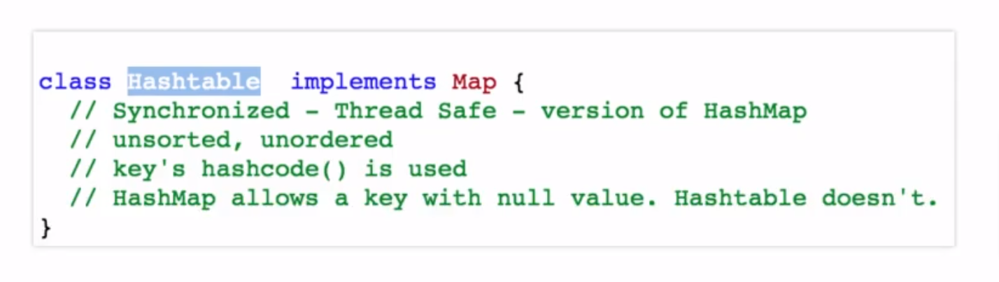 class Hashtable  implements Map {
  // Synchronized - Thread Safe - version of HashMap
  // unsorted, unordered
  // key's hashcode() is used
  // HashMap allows a key with null value. Hashtable doesn't.
}